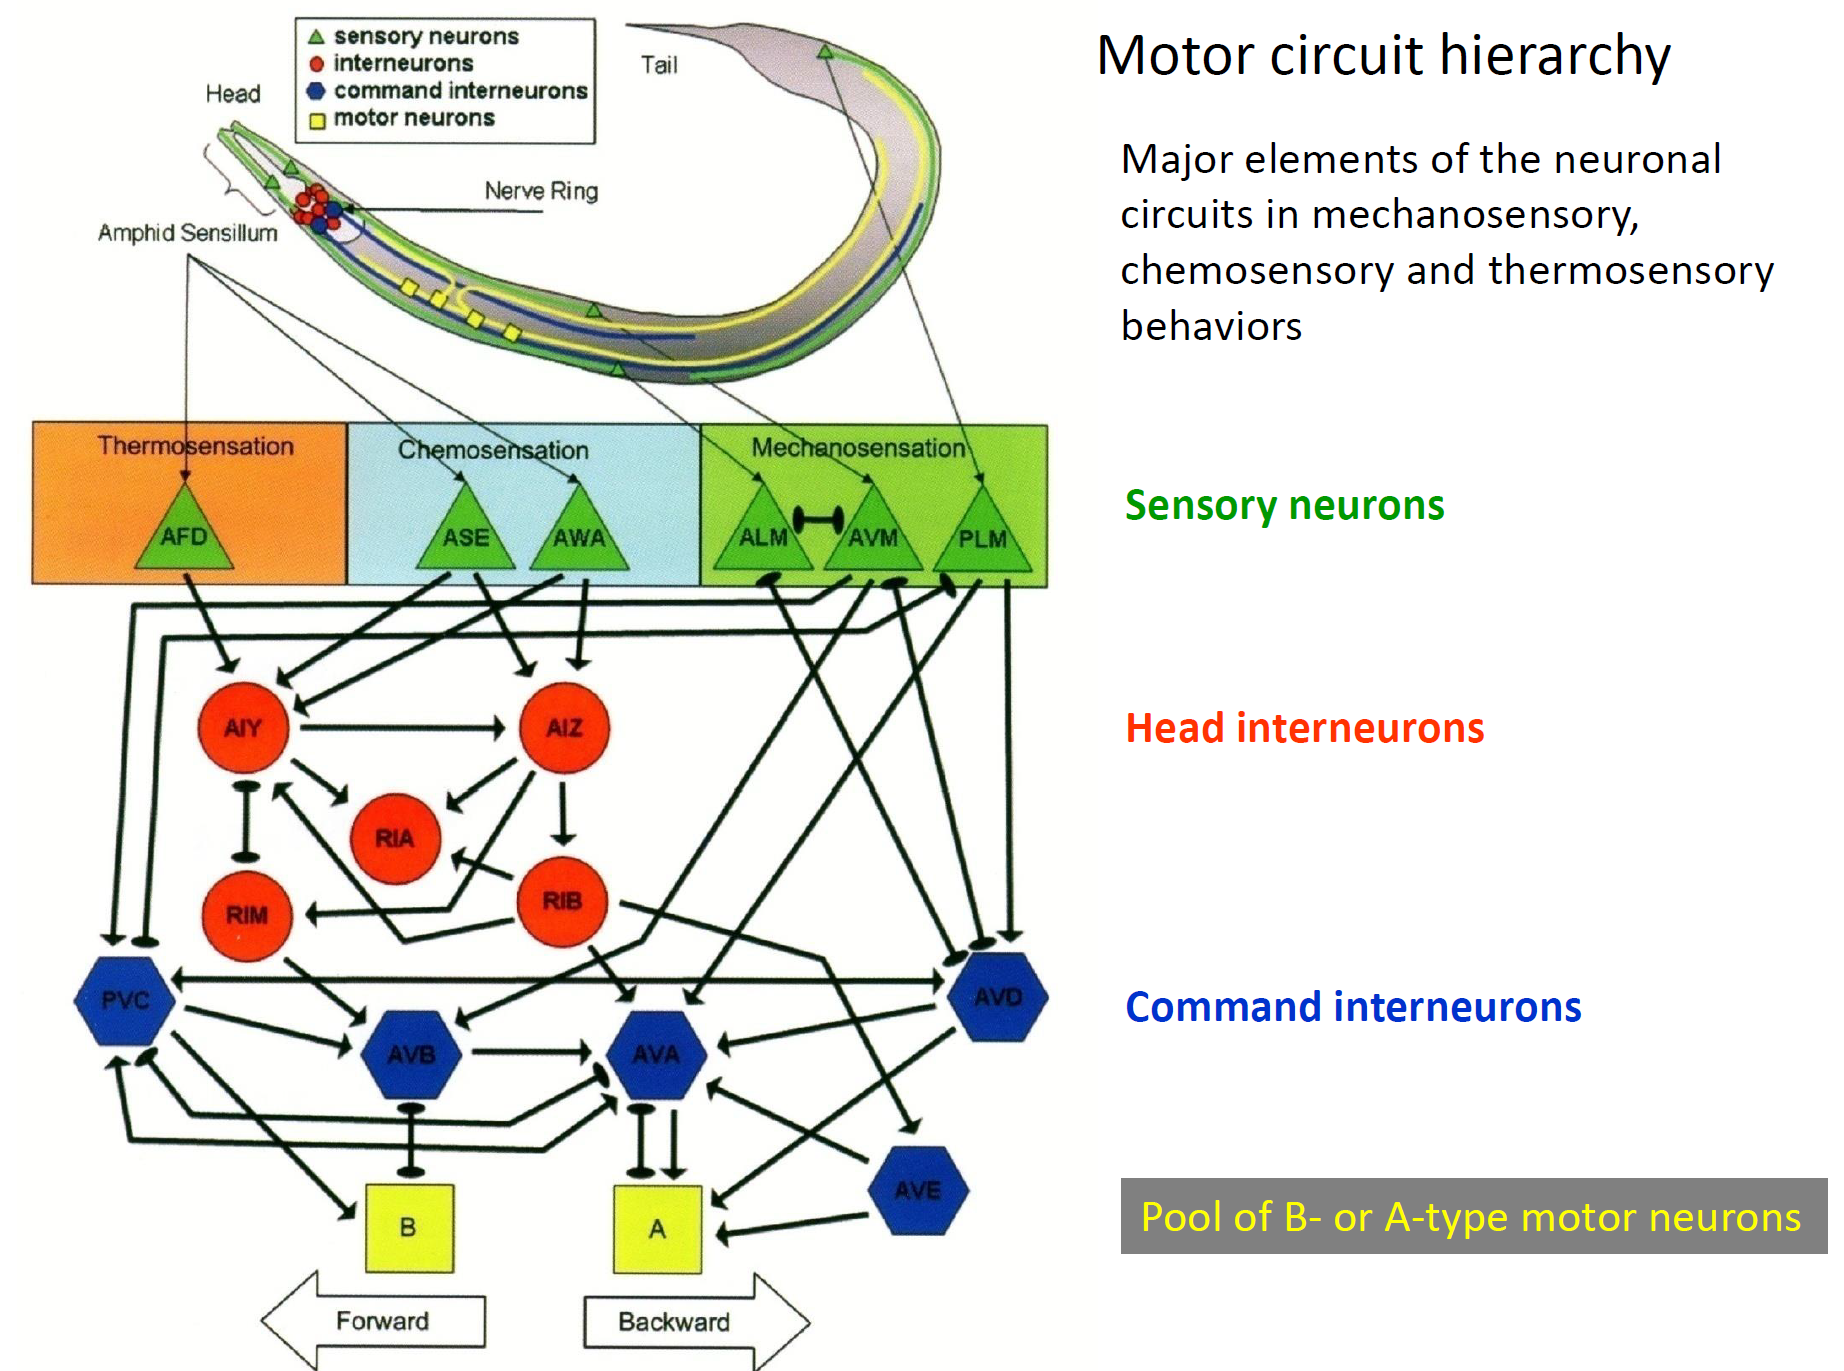 Motor circuit hierarchy
sensory neurons
interneurons
command interneurons
motor neurons
Tail
Head
Nerve Ring
Amphid Sensillum
Major elements of the neuronal
circuits in mechanosensory,
chemosensory and thermosensory
behaviors
Thermosensation
Chemosensation
Mechanosensation
AFD
ASE
AWA
ALM
AVM
PLM
Sensory neurons
AIY
AIZ
Head interneurons
RIA
RIM
RIB
PVC
AVD
Command interneurons
AVB
AVA
AVE
B
A
Pool of B- or A-type motor neurons
Forward
Backward